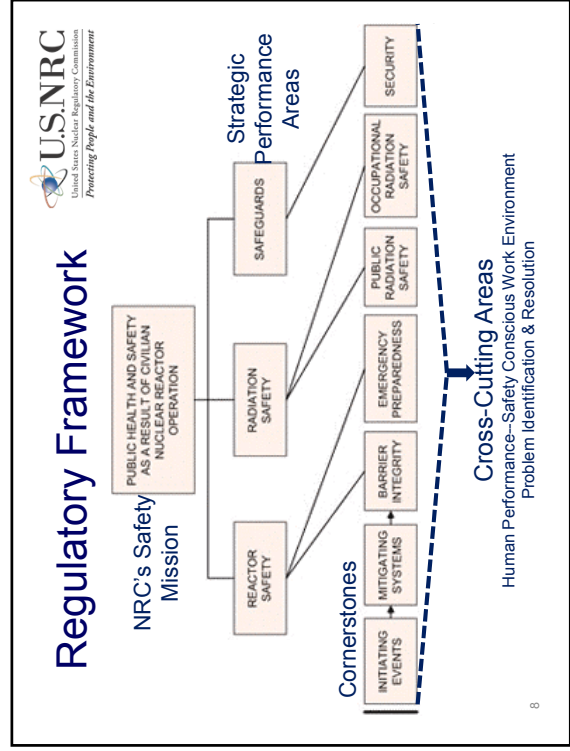 Regulatory Framework
U.S.NRC
United States Nuclear Regulatory Commission
Protecting People and the Environment
NRC's Safety
Mission
PUBLIC HEALTH AND SAFETY
AS A RESULT OF CIVILIAN
NUCLEAR REACTOR
OPERATION
Strategic
Performance
Areas
REACTOR
SAFETY
RADIATION
SAFETY
SAFEGUARDS
Cornerstones
INITIATING
EVENTS
MITIGATING
SYSTEMS
BARRIER
INTEGRITY
EMERGENCY
PREPAREDNESS
PUBLIC
RADIATION
SAFETY
OCCUPATIONAL
RADIATION
SAFETY
SECURITY
Cross-Cutting Areas
Human Performance--Safety Conscious Work Environment
Problem Identification & Resolution
8